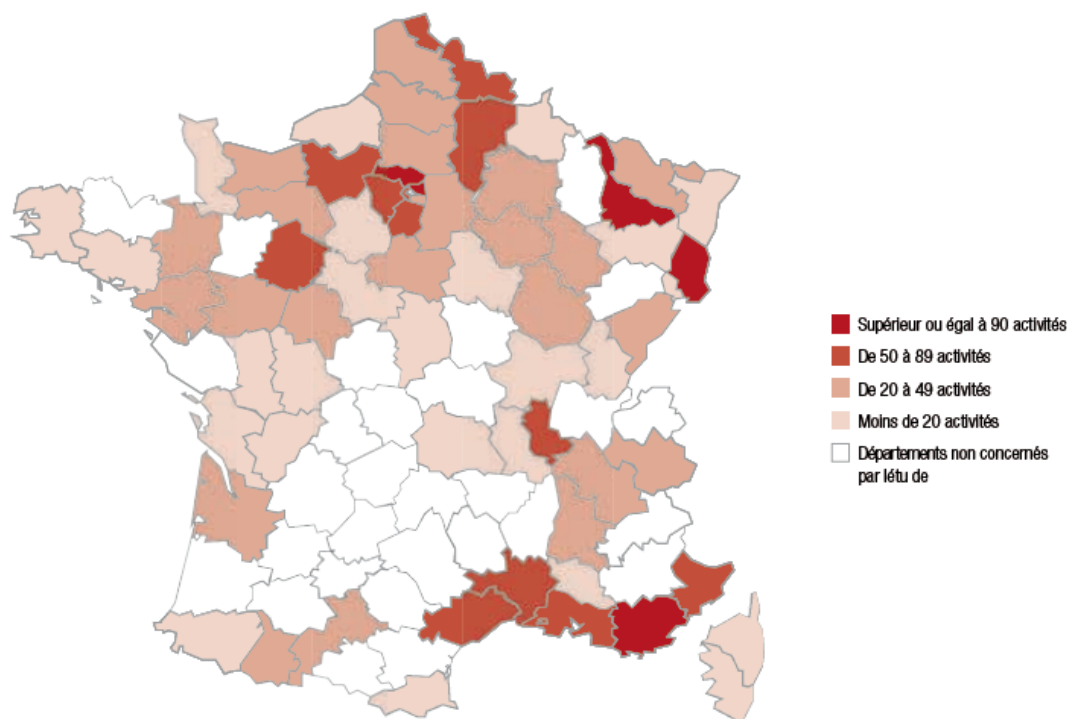 Supérieur ou égal à 90 activités
De 50 à 89 activités
De 20 à 49 activités
Moins de 20 activités
Départements non concernés
par létu de